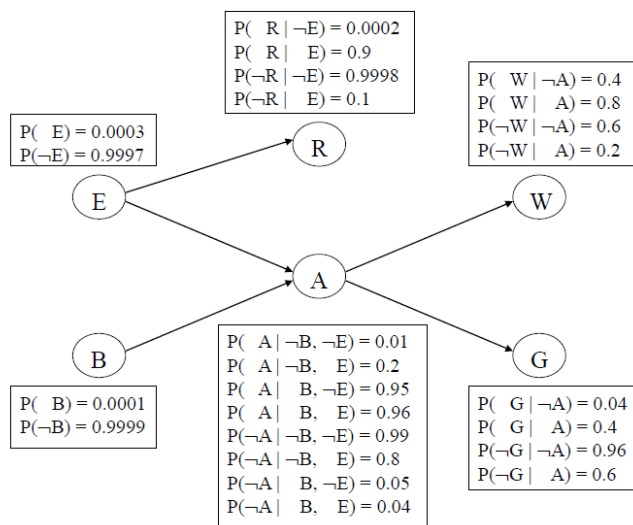 P( R | ¬E) = 0.0002
P( R | E) = 0.9
P(¬R | ¬E) = 0.9998
P(¬R | E) = 0.1
P( W | ¬A) = 0.4
P( W | A) = 0.8
P(¬W | ¬A) = 0.6
P(¬W | A) = 0.2
P( E) = 0.0003
P(¬E) = 0.9997
R
E
W
A
B
G
P( A | ¬B, ¬E) = 0.01
P( A | ¬B, E) = 0.2
P( A | B, ¬E) = 0.95
P( A | B, E) = 0.96
P(¬A | ¬B, ¬E) = 0.99
P(¬A | ¬B, E) = 0.8
P(¬A | B, ¬E) = 0.05
P(¬A | B, E) = 0.04
P( B) = 0.0001
P(¬B) = 0.9999
P( G | ¬A) = 0.04
P( G | A) = 0.4
P(¬G | ¬A) = 0.96
P(¬G | A) = 0.6